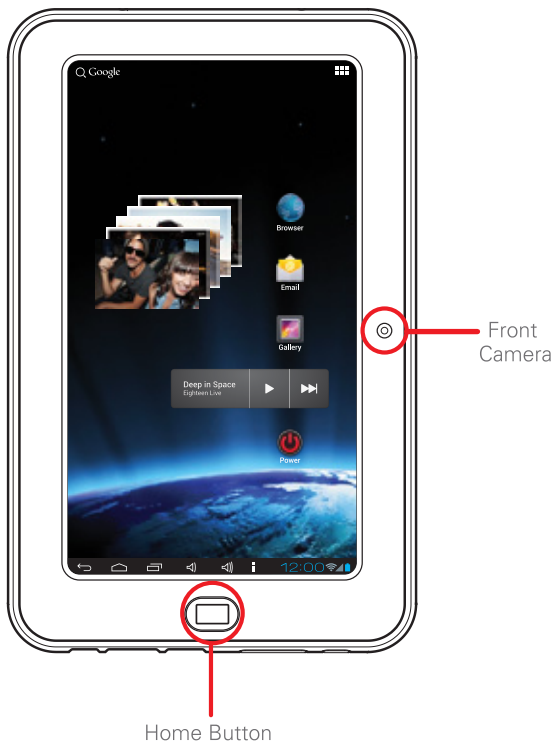 Google
Browser
Email
Gallery
Front
Camera
Deep in Space
Eighteen Live
Power
12:00
Home Button